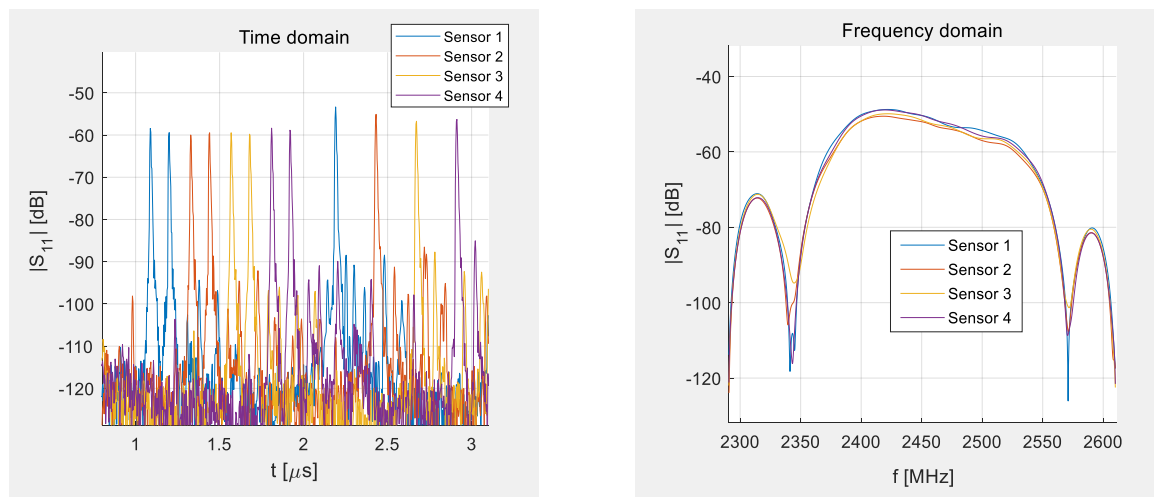 Time domain
Sensor 1
Sensor 2
Sensor 3
Sensor 4
-50
-60
-70
-80
-90
-100
-110
-120
|S11| [dB]
1
1.5
2
2.5
3
t [μs]
Frequency domain
-40
-60
-80
-100
-120
|S11| [dB]
Sensor 1
Sensor 2
Sensor 3
Sensor 4
2300
2350
2400
2450
2500
2550
2600
f [MHz]